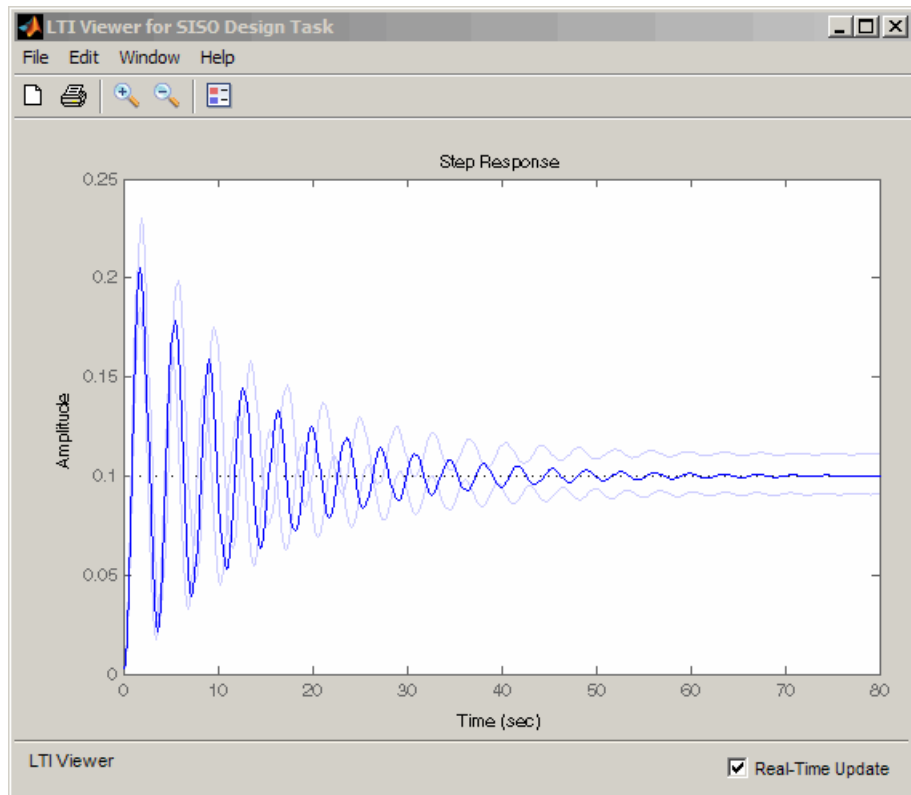 LTI Viewer for SISO Design Task
File Edit Window Help
Step Response
0.25
0.2
0.15
0.1
0.05
0
Amplitude
0 10 20 30 40 50 60 70 80
Time (sec)
LTI Viewer
Real-Time Update